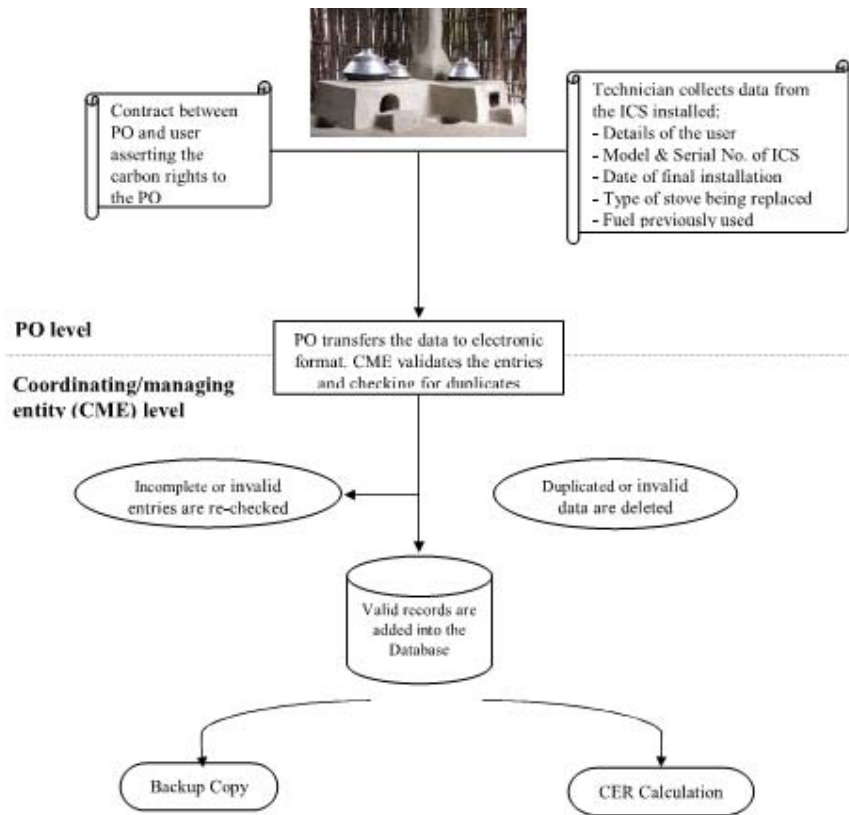 Contract between
PO and user
asserting the
carbon rights to
the PO
Technician collects data from
the ICS installed:
- Details of the user
- Model & Serial No. of ICS
- Date of final installation
- Type of stove being replaced
- Fuel previously used
PO level
PO transfers the data to electronic
format. CME validates the entries
and checking for duplicates
Coordinating/managing
entity (CME) level
Incomplete or invalid
entries are re-checked
Duplicated or invalid
data are deleted
Valid records are
added into the
Database
Backup Copy
CER Calculation